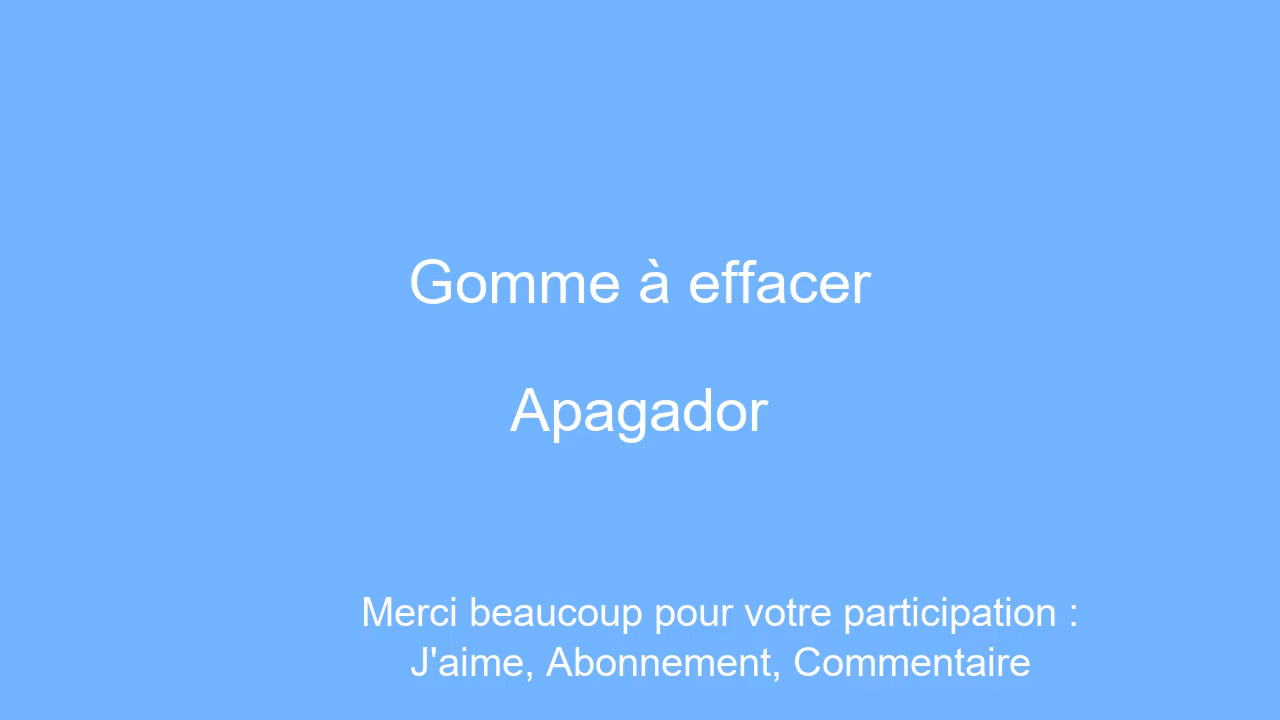 Gomme à effacer
Apagador
Merci beaucoup pour votre participation :
J'aime, Abonnement, Commentaire